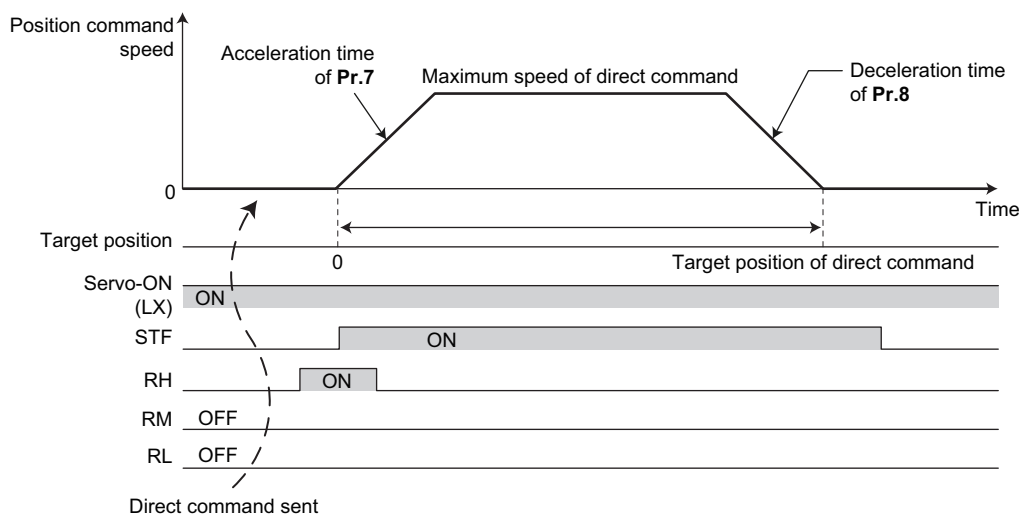 Position command
speed
Acceleration time
of Pr.7
Maximum speed of direct command
Deceleration time
of Pr.8
0
Time
Target position
0
Target position of direct command
Servo-ON
(LX)
ON
STF
ON
RH
ON
RM
OFF
RL
OFF
Direct command sent